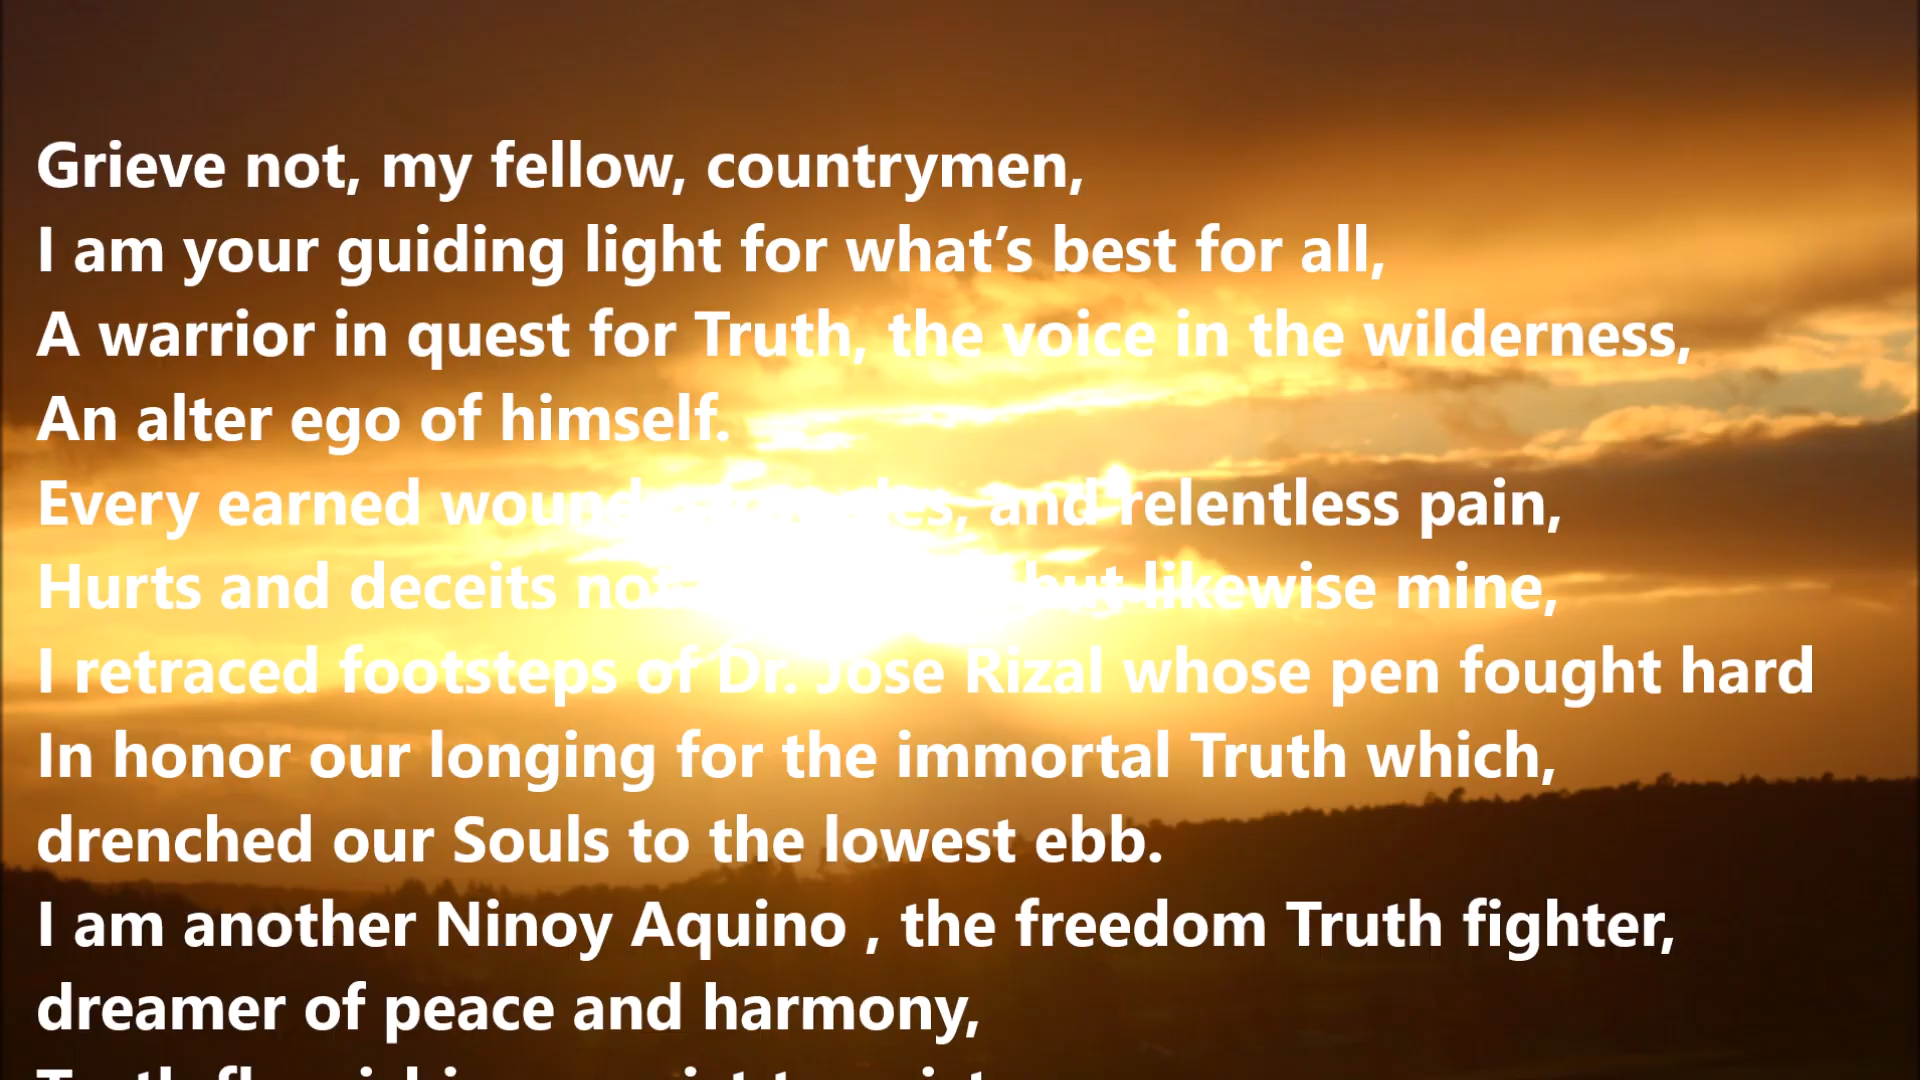 Grieve not, my fellow, countrymen,
I am your guiding light for what’s best for all,
A warrior in quest for Truth, the voice in the wilderness,
An alter ego of himself.
Every earned and relentless pain,
Hurts and deceits not but likewise mine,
I retraced footsteps of Dr. Jose Rizal whose pen fought hard
In honor our longing for the immortal Truth which,
drenched our Souls to the lowest ebb.
I am another Ninoy Aquino , the freedom Truth fighter,
dreamer of peace and harmony,